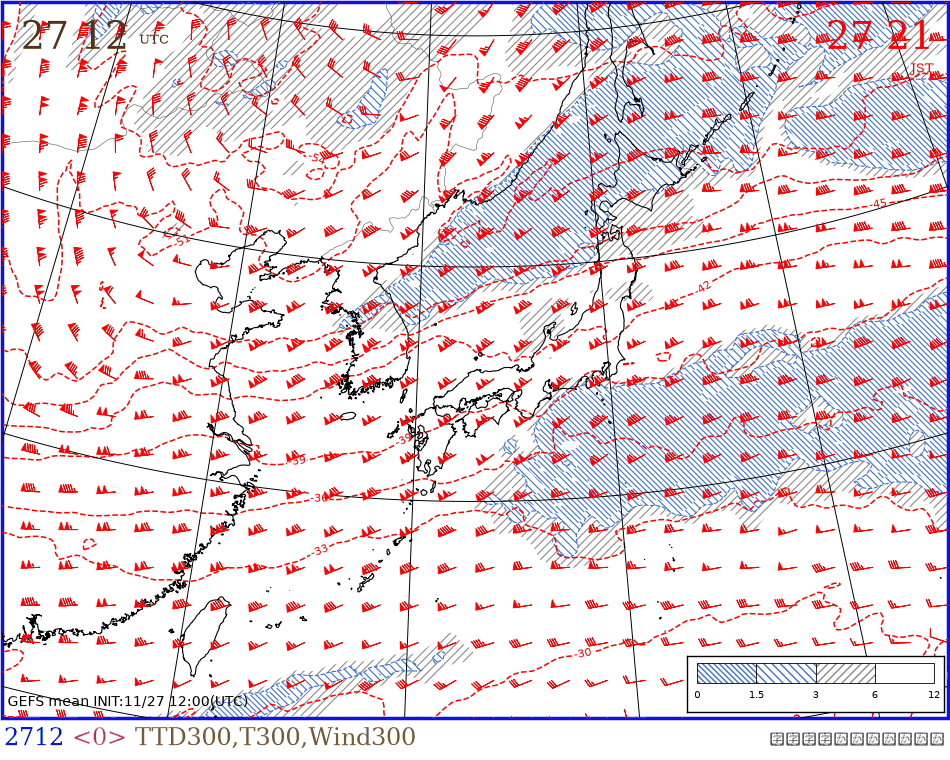 27 12 UTC
27 21 JST
-51
-51
-45
-42
-39
-39
-36
-33
-30
0 1.5 3 6 12
GEFS mean INIT:11/27 12:00(UTC)
2712 <0> TTD300,T300,Wind300